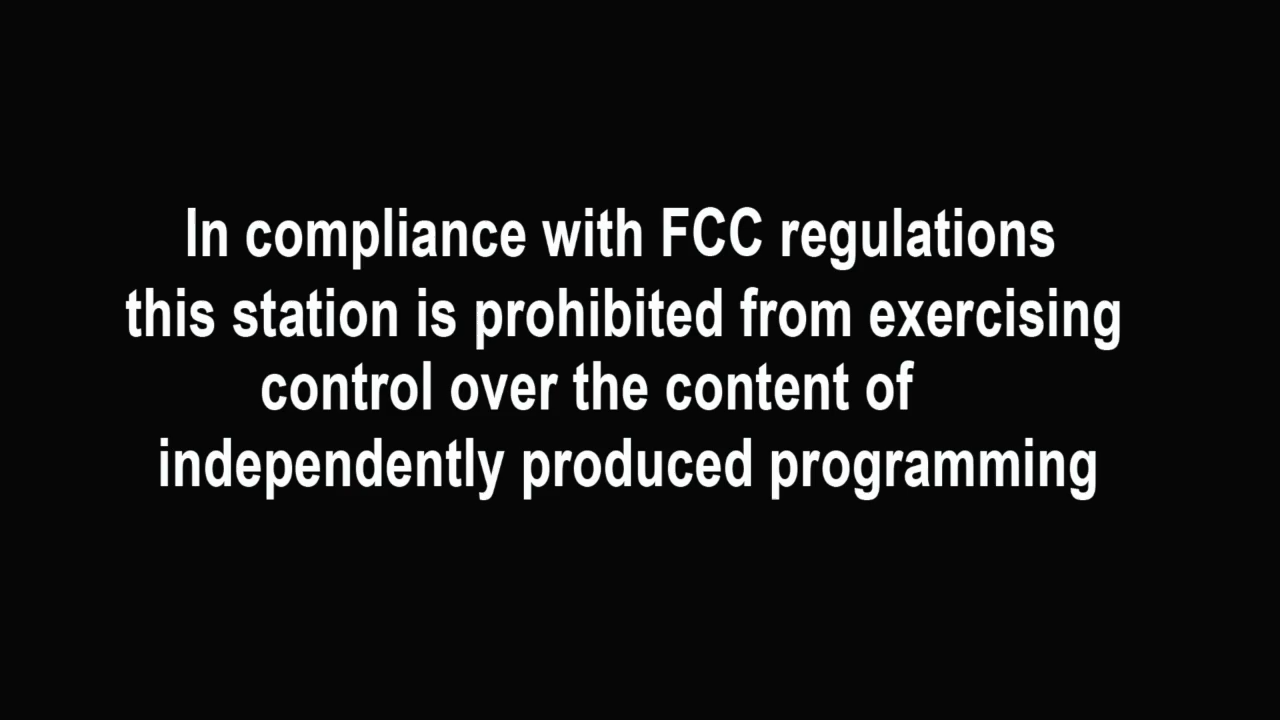 In compliance with FCC regulations
this station is prohibited from exercising
control over the content of
independently produced programming